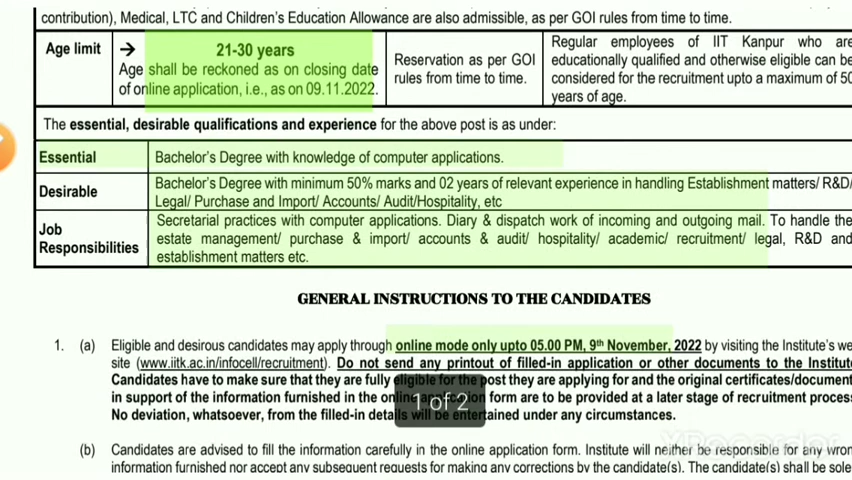 contribution), Medical, LTC and Children's Education Allowance are also admissible, as per GOI rules from time to time.
Age limit → 21-30 years
Age shall be reckoned as on closing date
of online application, i.e., as on 09.11.2022.
Reservation as per GOI
rules from time to time.
Regular employees of IIT Kanpur who are
educationally qualified and otherwise eligible can be
considered for the recruitment upto a maximum of 50
years of age.
The essential, desirable qualifications and experience for the above post is as under:
Essential Bachelor's Degree with knowledge of computer applications.
Desirable Bachelor's Degree with minimum 50% marks and 02 years of relevant experience in handling Establishment matters/ R&D/
Legal/ Purchase and Import/ Accounts/ Audit/Hospitality, etc
Job
Responsibilities
Secretarial practices with computer applications. Diary & dispatch work of incoming and outgoing mail. To handle the
estate management/ purchase & import/ accounts & audit/ hospitality/ academic/ recruitment/ legal, R&D and
establishment matters etc.
GENERAL INSTRUCTIONS TO THE CANDIDATES
1. (a) Eligible and desirous candidates may apply through online mode only upto 05.00 PM, 9th November, 2022 by visiting the Institute's we
site (www.iitk.ac.in/infocell/recruitment). Do not send any printout of filled-in application or other documents to the Institut
Candidates have to make sure that they are fully eligible for the post they are applying for and the original certificates/document
in support of the information furnished in the online application form are to be provided at a later stage of recruitment proces
No deviation, whatsoever, from the filled-in details will be entertained under any circumstances.
1 of 2
(b) Candidates are advised to fill the information carefully in the online application form. Institute will neither be responsible for any wron
information furnished nor accept any subsequent requests for making any corrections by the candidate(s). The candidate(s) shall be sole
XRecorder